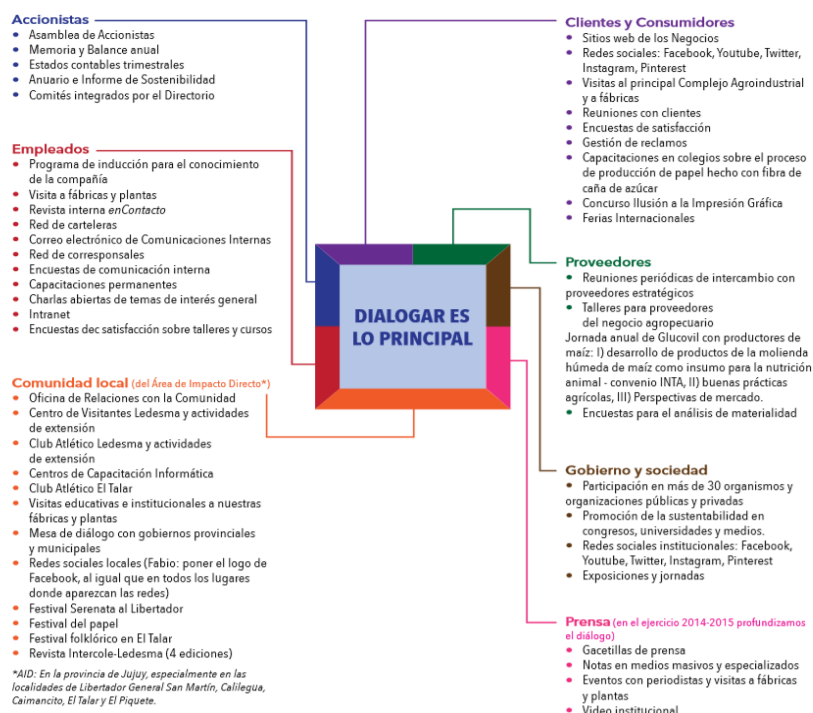 Accionistas
• Asamblea de Accionistas
• Memoria y Balance anual
• Estados contables trimestrales
• Anuario e Informe de Sostenibilidad
• Comités integrados por el Directorio
Empleados
• Programa de inducción para el conocimiento
de la compañía
• Visita a fábricas y plantas
• Revista interna enContacto
• Red de carteleras
• Correo electrónico de Comunicaciones Internas
• Red de corresponsales
• Encuestas de comunicación interna
• Capacitaciones permanentes
• Charlas abiertas de temas de interés general
• Intranet
• Encuestas dec satisfacción sobre talleres y cursos
Comunidad local (del Área de Impacto Directo*)
• Oficina de Relaciones con la Comunidad
• Centro de Visitantes Ledesma y actividades
de extensión
• Club Atlético Ledesma y actividades
de extensión
• Centros de Capacitación Informática
• Club Atlético El Talar
• Visitas educativas e institucionales a nuestras
fábricas y plantas
• Mesa de diálogo con gobiernos provinciales
y municipales
• Redes sociales locales (Fabio: poner el logo de
Facebook, al igual que en todos los lugares
donde aparezcan las redes)
• Festival Serenata al Libertador
• Festival del papel
• Festival folklórico en El Talar
• Revista Intercole-Ledesma (4 ediciones)
*AID: En la provincia de Jujuy, especialmente en las
localidades de Libertador General San Martín, Calilegua,
Caimancito, El Talar y El Piquete.
DIALOGAR ES
LO PRINCIPAL
Clientes y Consumidores
• Sitios web de los Negocios
• Redes sociales: Facebook, Youtube, Twitter,
Instagram, Pinterest
• Visitas al principal Complejo Agroindustrial
y a fábricas
• Reuniones con clientes
• Encuestas de satisfacción
• Gestión de reclamos
• Capacitaciones en colegios sobre el proceso
de producción de papel hecho con fibra de
caña de azúcar
• Concurso Ilusión a la Impresión Gráfica
• Ferias Internacionales
Proveedores
• Reuniones periódicas de intercambio con
proveedores estratégicos
• Talleres para proveedores
del negocio agropecuario
Jornada anual de Glucovil con productores de
maíz: I) desarrollo de productos de la molienda
húmeda de maíz como insumo para la nutrición
animal - convenio INTA, II) buenas prácticas
agrícolas, III) Perspectivas de mercado.
• Encuestas para el análisis de materialidad
Gobierno y sociedad
• Participación en más de 30 organismos y
organizaciones públicas y privadas
• Promoción de la sustentabilidad en
congresos, universidades y medios.
• Redes sociales institucionales: Facebook,
Youtube, Twitter, Instagram, Pinterest
• Exposiciones y jornadas
Prensa (en el ejercicio 2014-2015 profundizamos
el diálogo)
• Gacetillas de prensa
• Notas en medios masivos y especializados
• Eventos con periodistas y visitas a fábricas
y plantas
• Video institucional